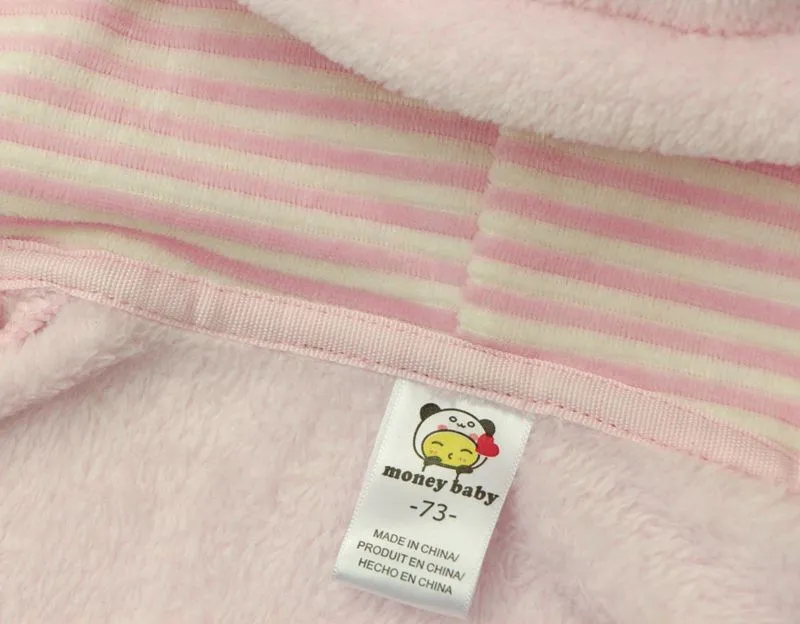 money baby
-73-
MADE IN CHINA/
PRODUIT EN CHINA/
HECHO EN CHINA